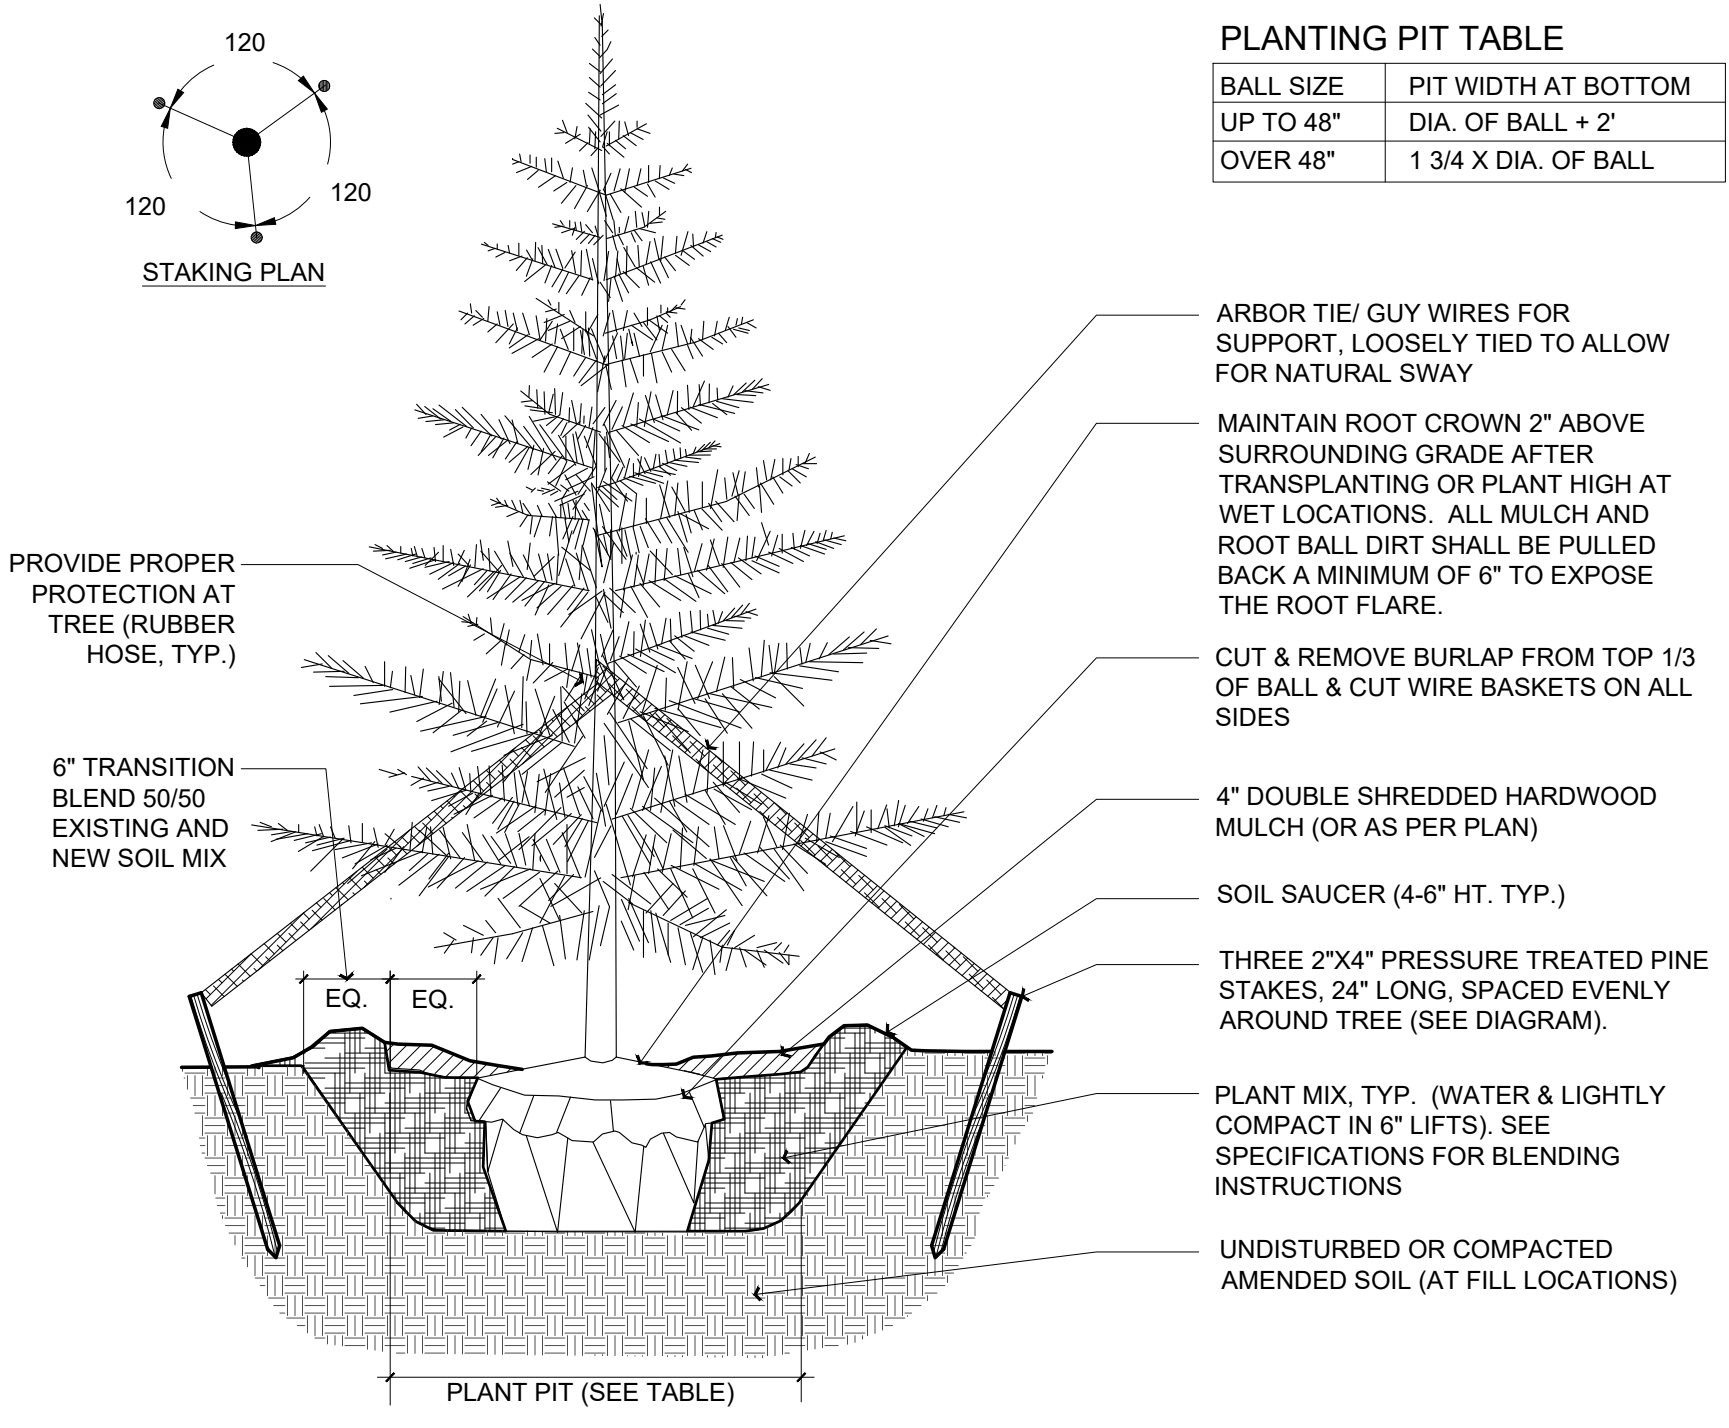 120
120
120
STAKING PLAN
PLANTING PIT TABLE
BALL SIZE PIT WIDTH AT BOTTOM
UP TO 48" DIA. OF BALL + 2'
OVER 48" 1 3/4 X DIA. OF BALL
PROVIDE PROPER
PROTECTION AT
TREE (RUBBER
HOSE, TYP.)
6" TRANSITION
BLEND 50/50
EXISTING AND
NEW SOIL MIX
EQ. EQ.
ARBOR TIE/ GUY WIRES FOR
SUPPORT, LOOSELY TIED TO ALLOW
FOR NATURAL SWAY
MAINTAIN ROOT CROWN 2" ABOVE
SURROUNDING GRADE AFTER
TRANSPLANTING OR PLANT HIGH AT
WET LOCATIONS. ALL MULCH AND
ROOT BALL DIRT SHALL BE PULLED
BACK A MINIMUM OF 6" TO EXPOSE
THE ROOT FLARE.
CUT & REMOVE BURLAP FROM TOP 1/3
OF BALL & CUT WIRE BASKETS ON ALL
SIDES
4" DOUBLE SHREDDED HARDWOOD
MULCH (OR AS PER PLAN)
SOIL SAUCER (4-6" HT. TYP.)
THREE 2"X4" PRESSURE TREATED PINE
STAKES, 24" LONG, SPACED EVENLY
AROUND TREE (SEE DIAGRAM).
PLANT MIX, TYP. (WATER & LIGHTLY
COMPACT IN 6" LIFTS). SEE
SPECIFICATIONS FOR BLENDING
INSTRUCTIONS
UNDISTURBED OR COMPACTED
AMENDED SOIL (AT FILL LOCATIONS)
PLANT PIT (SEE TABLE)